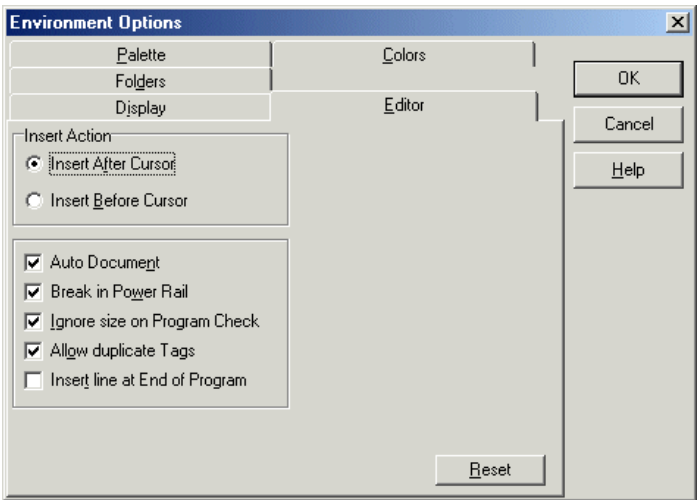 Environment Options
Palette
Colors
Folders
Display
Editor
OK
Cancel
Help
Insert Action
Insert After Cursor
Insert Before Cursor
Auto Document
Break in Power Rail
Ignore size on Program Check
Allow duplicate Tags
Insert line at End of Program
Reset